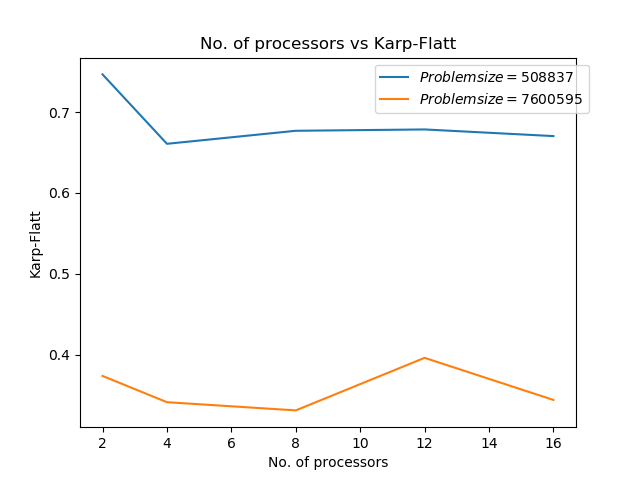 No. of processors vs Karp-Flatt
Problemsize = 508837
Problemsize = 7600595
0.7
0.6
0.5
0.4
Karp-Flatt
2 4 6 8 10 12 14 16
No. of processors